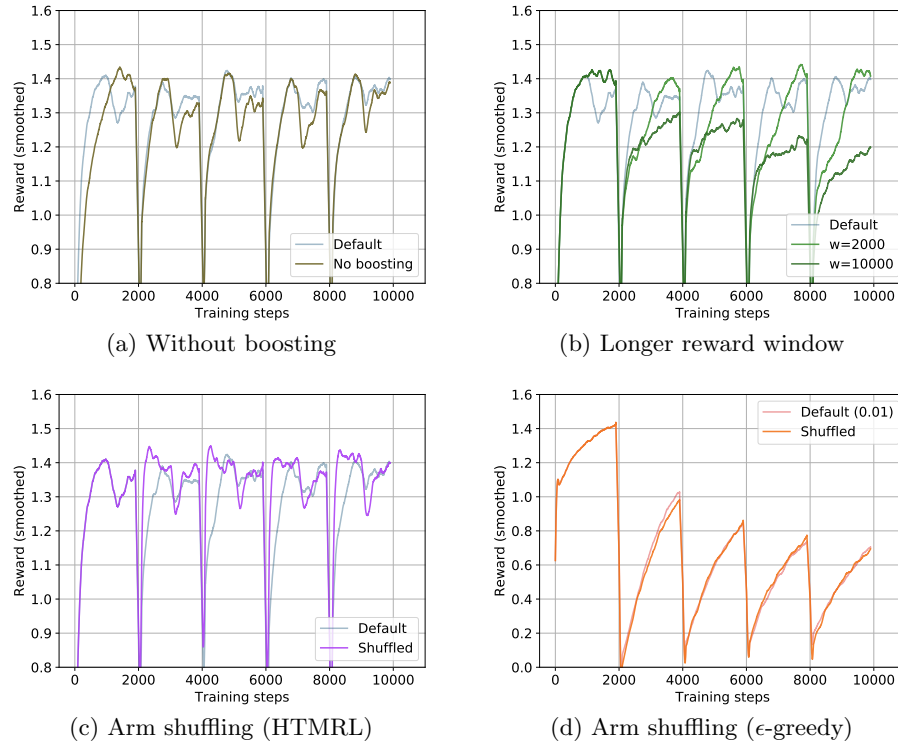 1.6
1.5
1.4
1.3
1.2
1.1
1.0
0.9
0.8
Reward (smoothed)
0 2000 4000 6000 8000 10000
Training steps
Default
No boosting
(a) Without boosting
1.6
1.5
1.4
1.3
1.2
1.1
1.0
0.9
0.8
Reward (smoothed)
0 2000 4000 6000 8000 10000
Training steps
Default
w=2000
w=10000
(b) Longer reward window
1.6
1.5
1.4
1.3
1.2
1.1
1.0
0.9
0.8
Reward (smoothed)
0 2000 4000 6000 8000 10000
Training steps
Default
Shuffled
(c) Arm shuffling (HTMRL)
1.6
1.4
1.2
1.0
0.8
0.6
0.4
0.2
0.0
Reward (smoothed)
0 2000 4000 6000 8000 10000
Training steps
Default (0.01)
Shuffled
(d) Arm shuffling (ϵ-greedy)